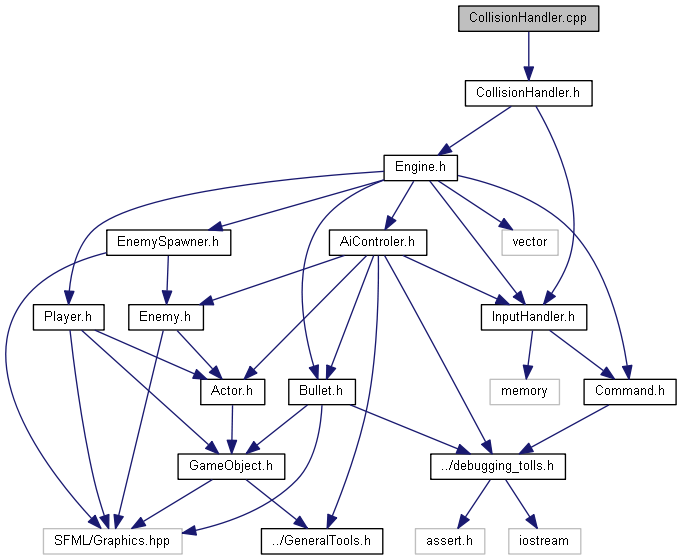 CollisionHandler.cpp
CollisionHandler.h
Engine.h
EnemySpawner.h
AiControler.h
vector
Player.h
Enemy.h
InputHandler.h
Actor.h
Bullet.h
memory
Command.h
GameObject.h
../debugging_tolls.h
SFML/Graphics.hpp
../GeneralTools.h
assert.h
iostream